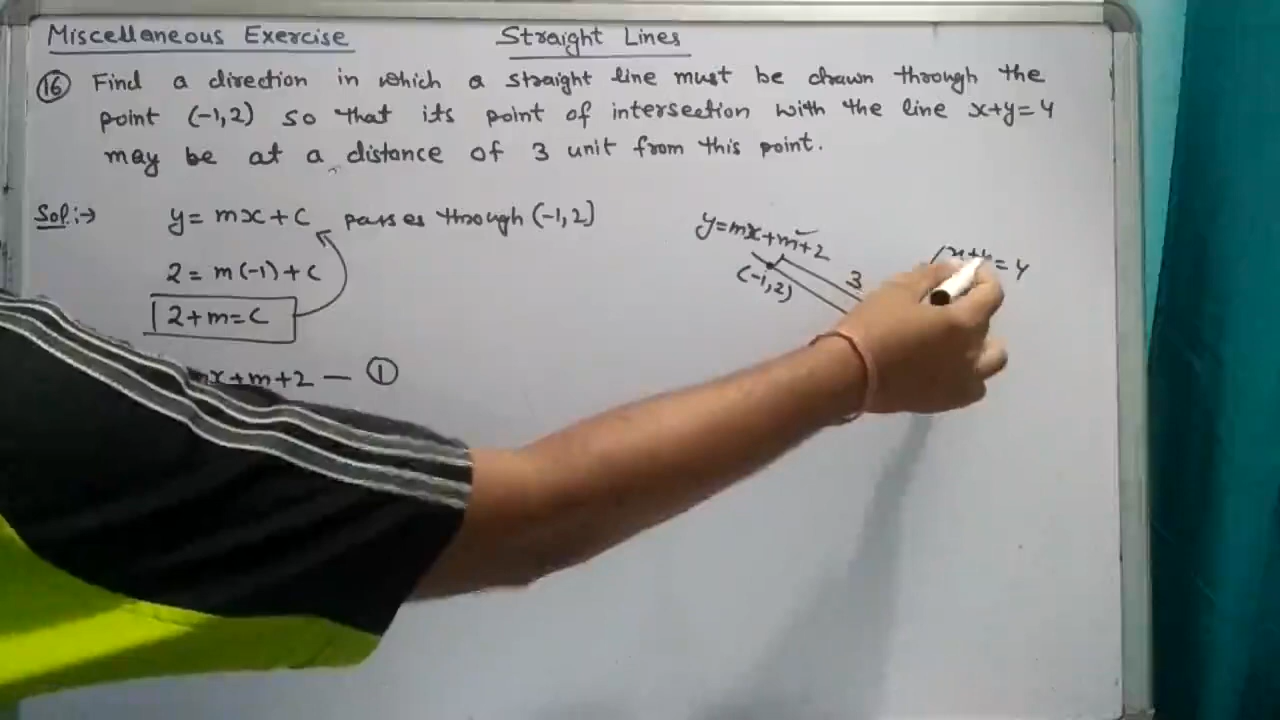 Miscellaneous Exercise Straight Lines
16 Find a direction in which a straight line must be drawn through the
point (-1,2) so that its point of intersection with the line x+y=4
may be at a distance of 3 unit from this point.
Sol:→ y = mx + c passes through (-1,2)
2 = m(-1) + c
2+m=c
mx+m+2 — 1
y=mx+m+2
(-1,2)
3
= 4